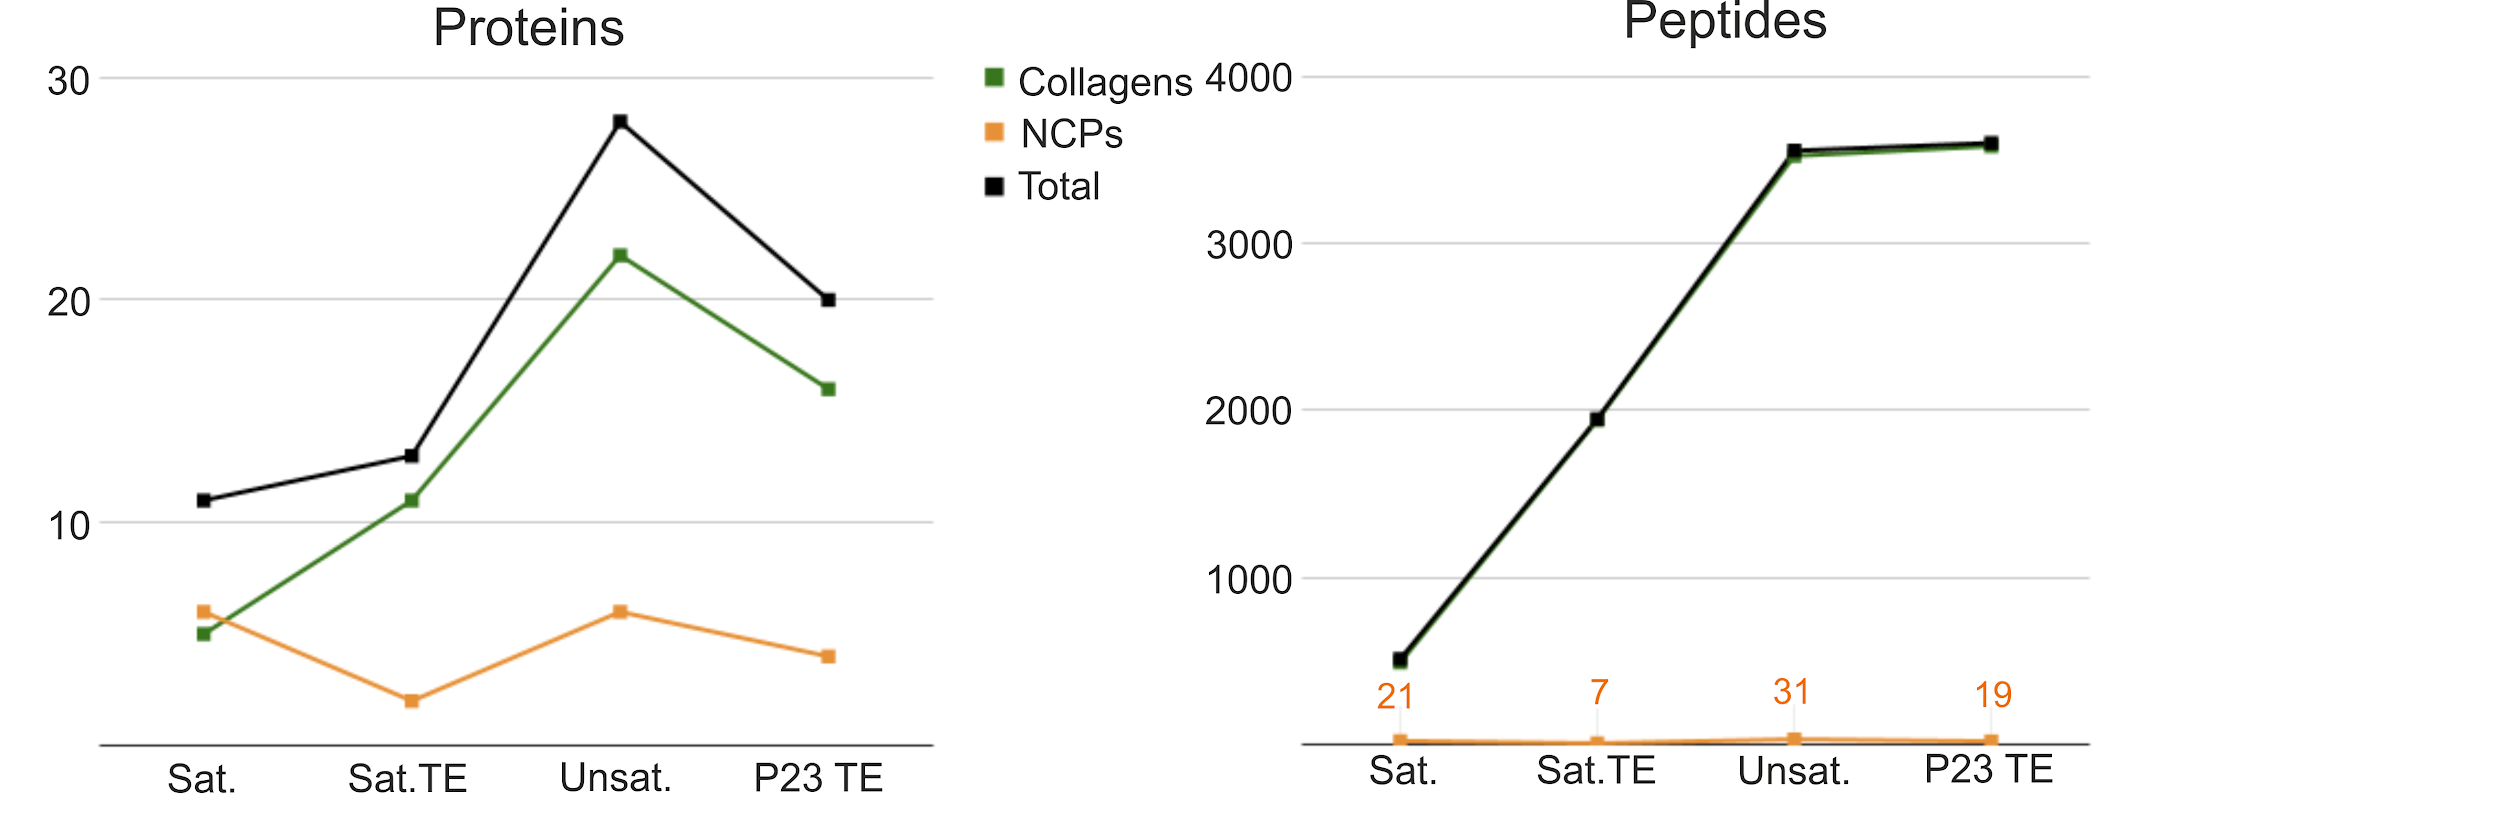 Proteins
30
20
10
Sat.
Sat.TE
Unsat.
P23 TE
Collagens
NCPs
Total
Peptides
4000
3000
2000
1000
21
7
31
19
Sat.
Sat.TE
Unsat.
P23 TE